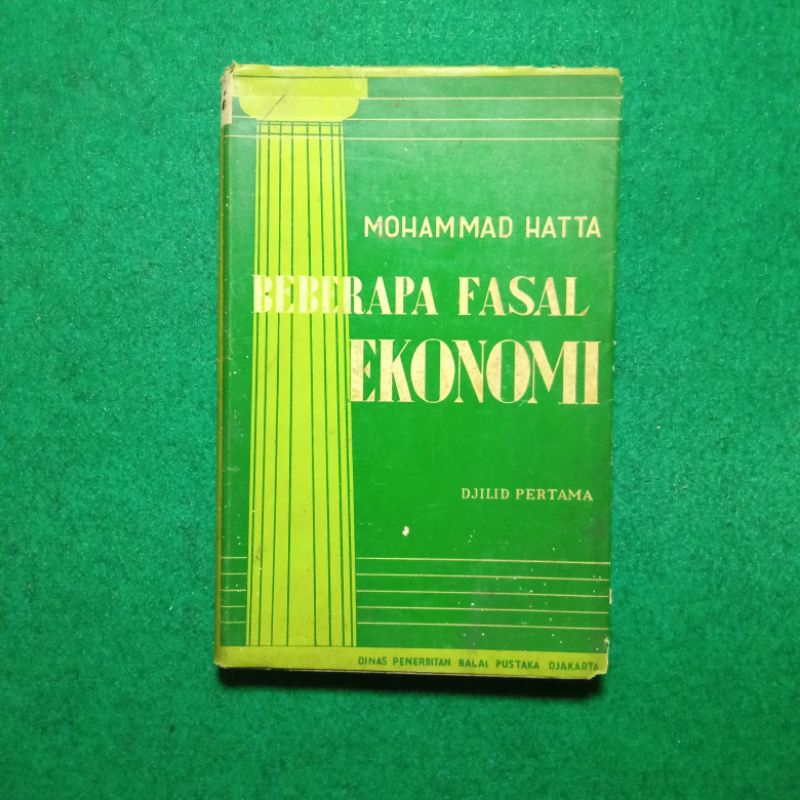 MOHAMMAD HATTA
BEBERAPA FASAL
EKONOMI
DJILID PERTAMA
DINAS PENERBITAN BALAI PUSTAKA DJAKARTA